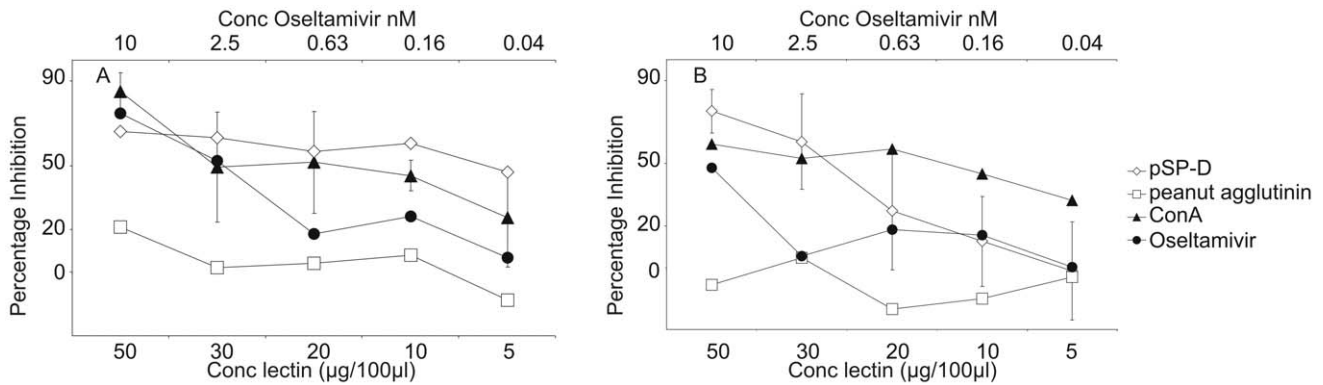 Conc Oseltamivir nM
10 2.5 0.63 0.16 0.04
A
90
50
20
0
Percentage Inhibition
50 30 20 10 5
Conc lectin (µg/100µl)
Conc Oseltamivir nM
10 2.5 0.63 0.16 0.04
B
90
50
20
0
Percentage Inhibition
50 30 20 10 5
Conc lectin (µg/100µl)
pSP-D
peanut agglutinin
ConA
Oseltamivir